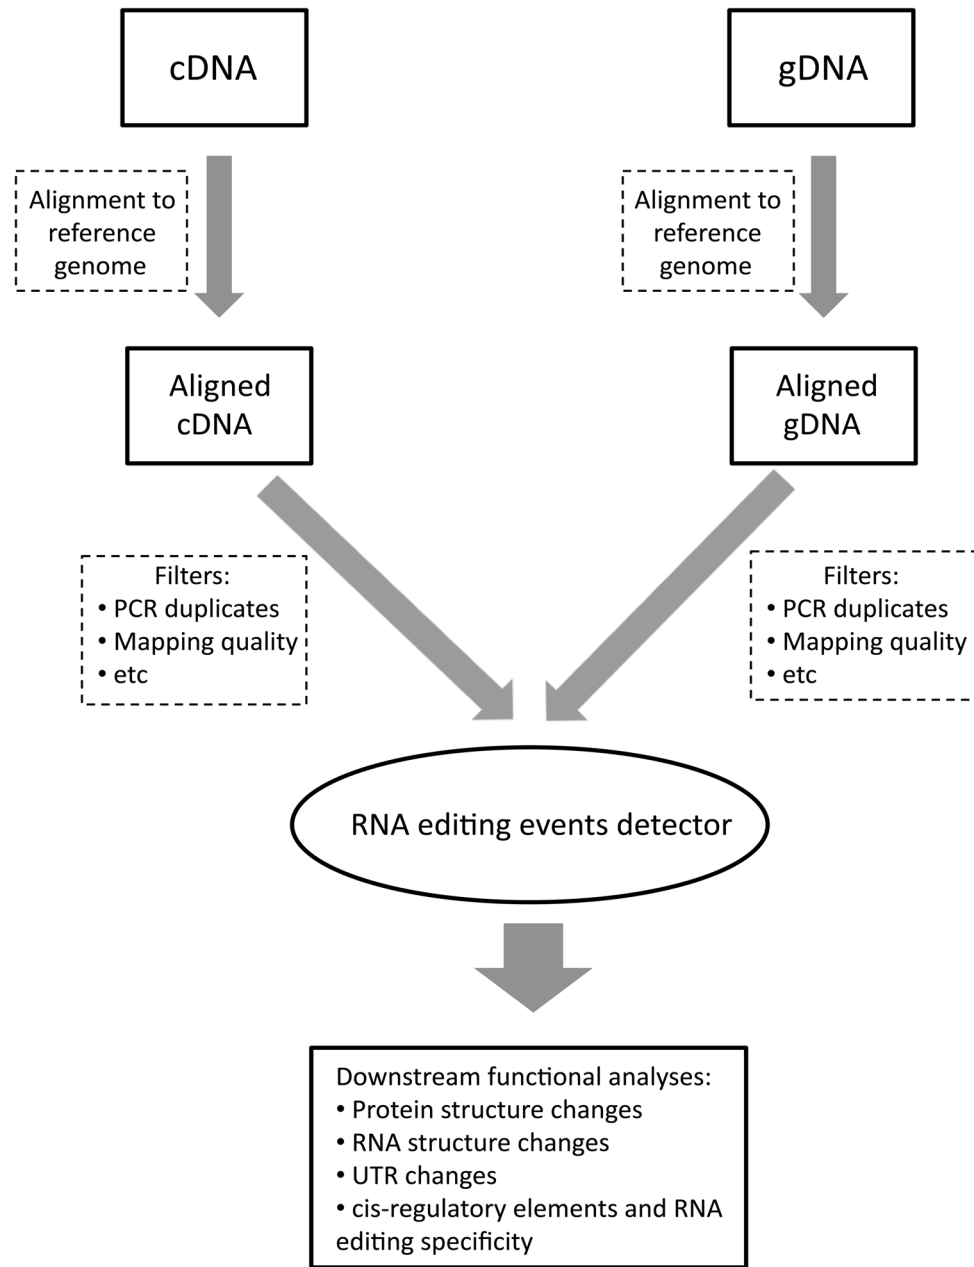 cDNA
gDNA
Alignment to
reference
genome
Alignment to
reference
genome
Aligned
cDNA
Aligned
gDNA
Filters:
• PCR duplicates
• Mapping quality
• etc
Filters:
• PCR duplicates
• Mapping quality
• etc
RNA editing events detector
Downstream functional analyses:
• Protein structure changes
• RNA structure changes
• UTR changes
• cis-regulatory elements and RNA
editing specificity